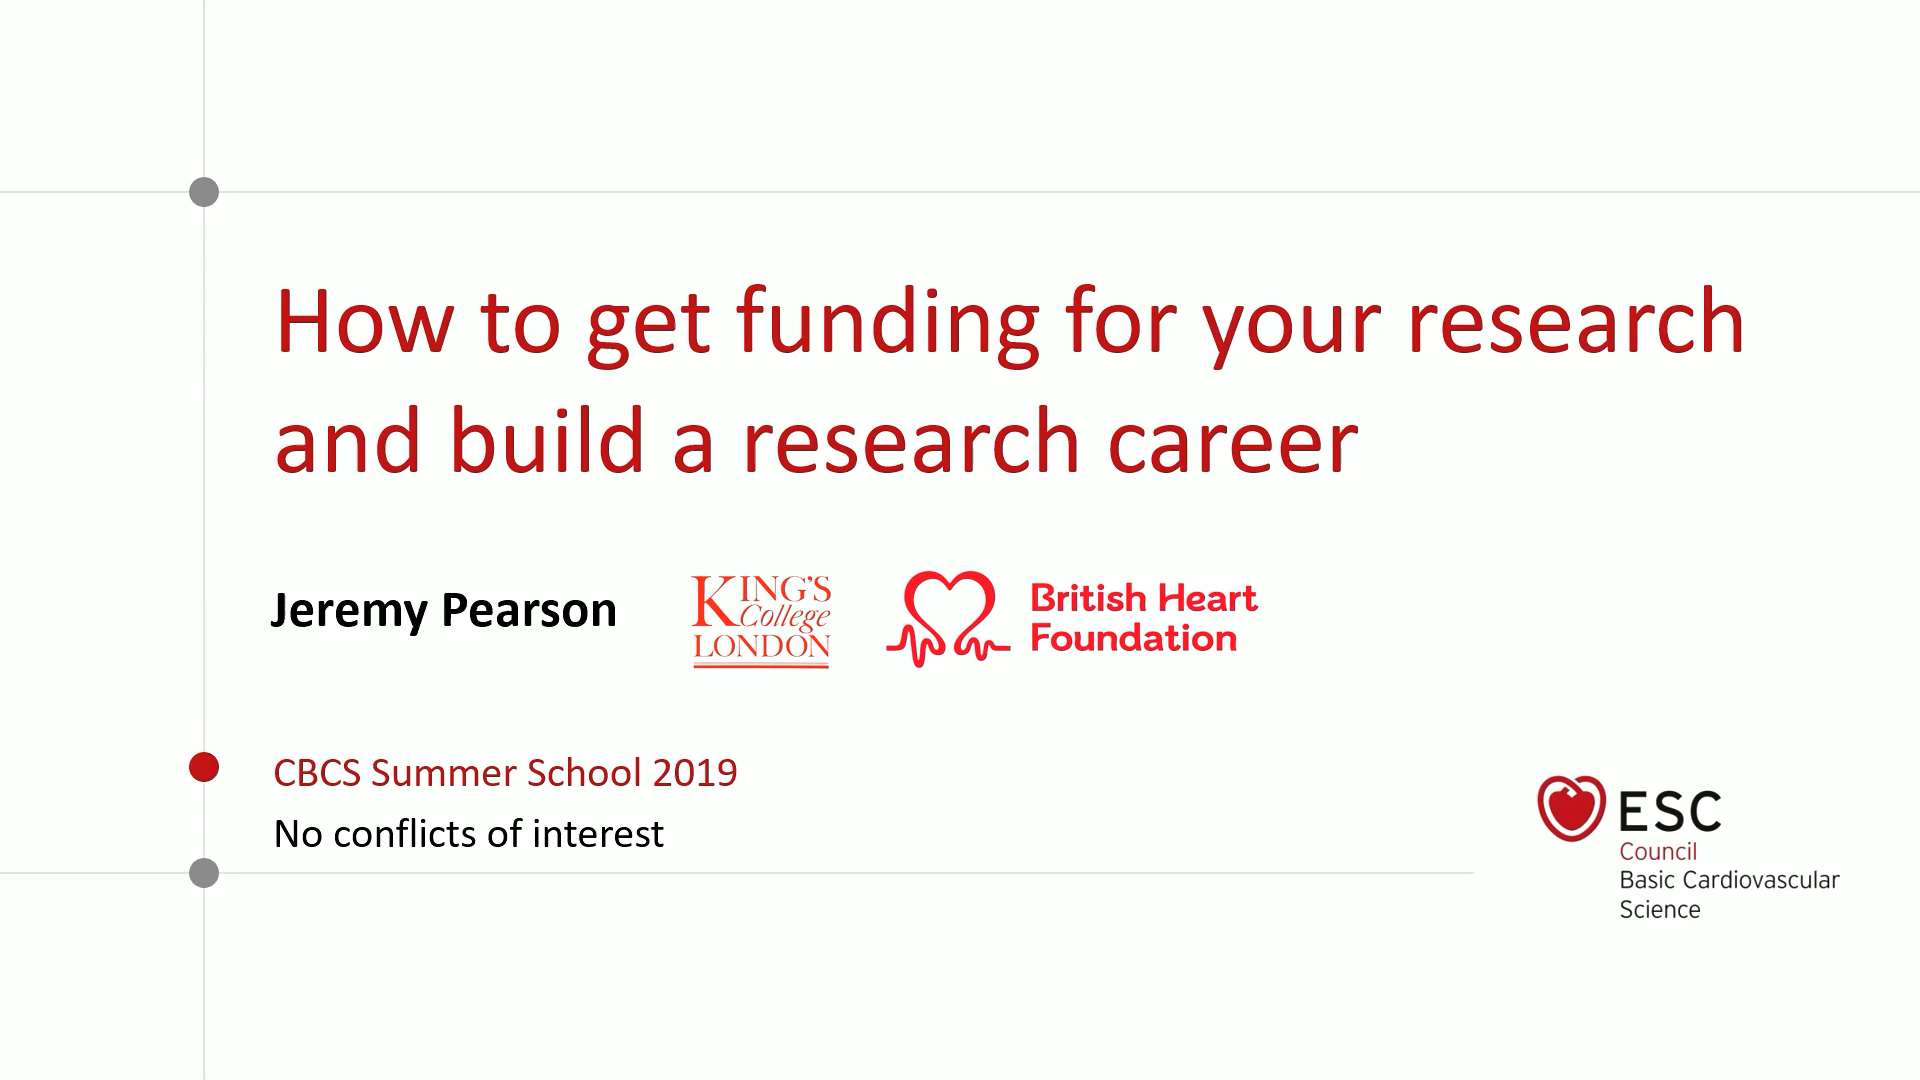 How to get funding for your research
and build a research career
Jeremy Pearson
KING'S
College
LONDON
British Heart
Foundation
CBCS Summer School 2019
No conflicts of interest
ESC
Council
Basic Cardiovascular
Science